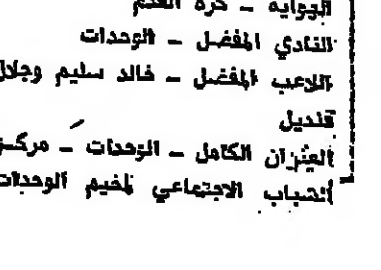 الهواية - كرة القدم
النادي المفضل - الوحدات
اللاعب المفضل - خالد سليم وجلال
قنديل
العنوان الكامل - الوحدات - مركز
الشباب الاجتماعي لمخيم الوحدات